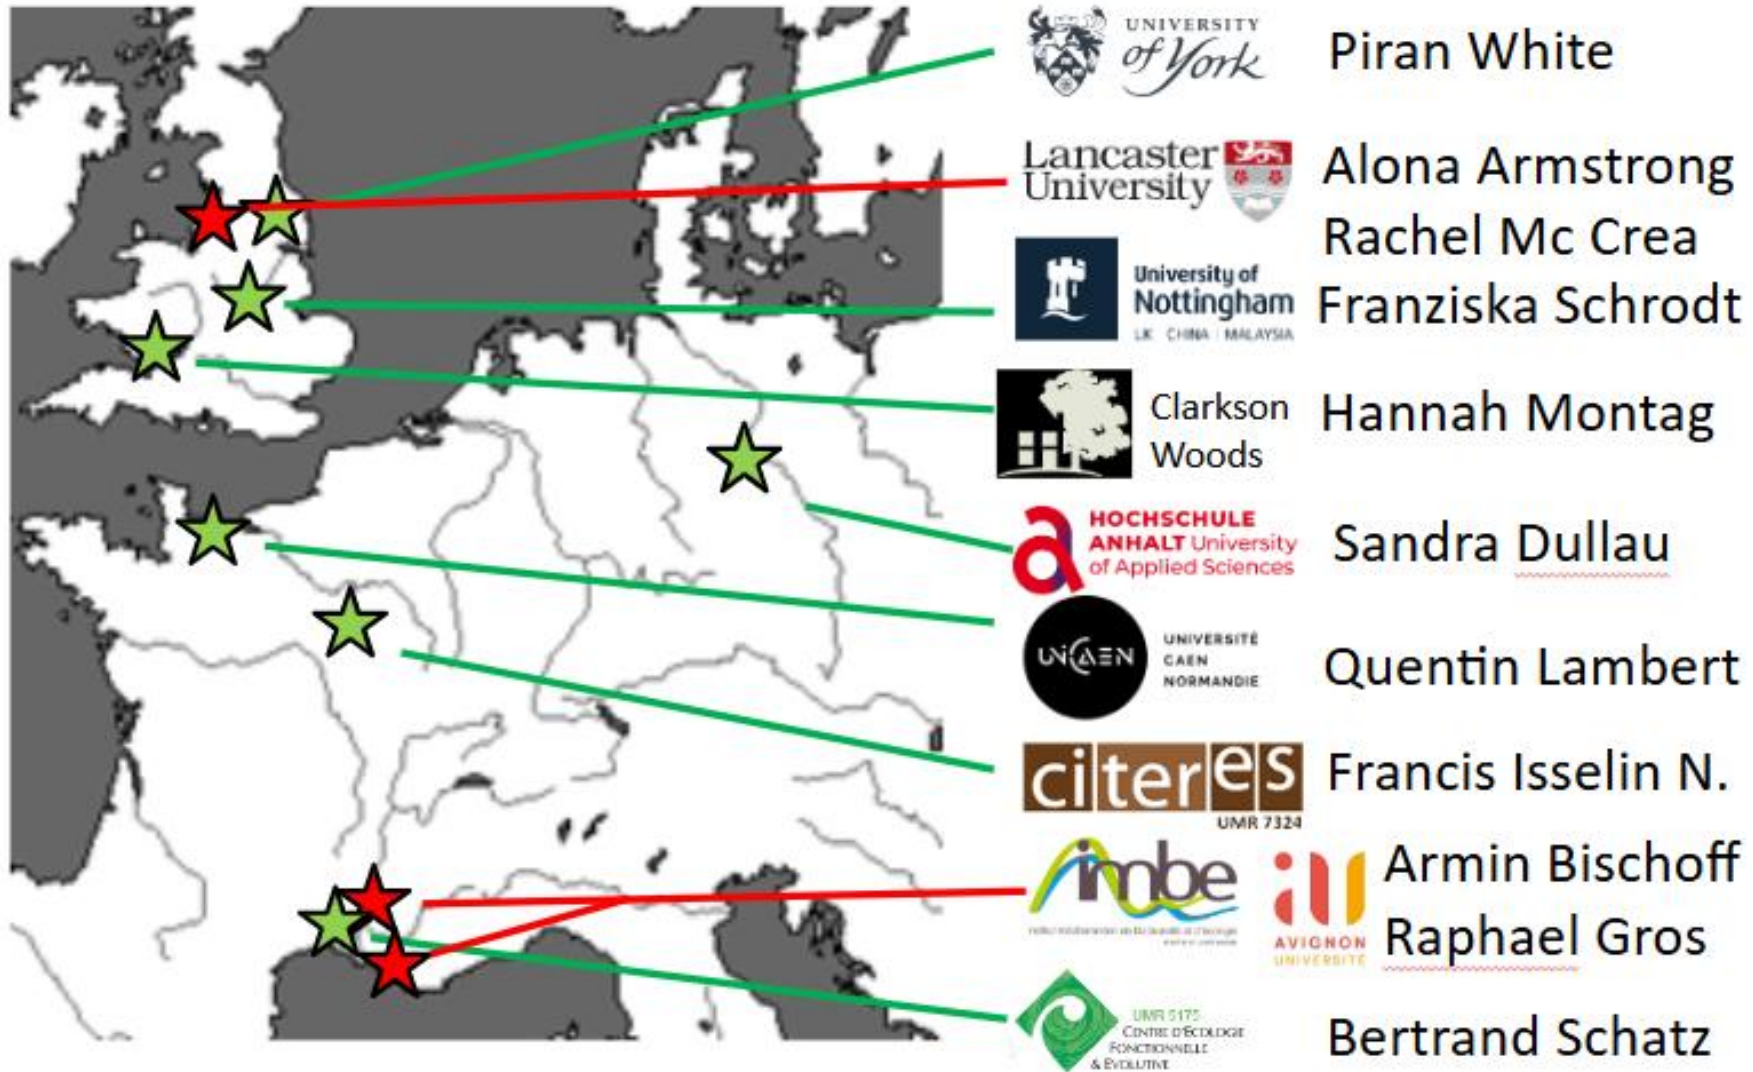 UNIVERSITY
of York
Piran White
Lancaster
University
Alona Armstrong
Rachel Mc Crea
University of
Nottingham
UK CHINA MALAYSIA
Franziska Schrodt
Clarkson
Woods
Hannah Montag
HOCHSCHULE
ANHALT University
of Applied Sciences
Sandra Dullau
UNICAEN
UNIVERSITÉ
CAEN
NORMANDIE
Quentin Lambert
citeres
UMR 7324
Francis Isselin N.
imbe
AVIGNON
UNIVERSITÉ
Armin Bischoff
Raphael Gros
UMR 5175
CENTRE D'ECOLOGIE
FONCTIONNELLE
& EVOLUTIVE
Bertrand Schatz